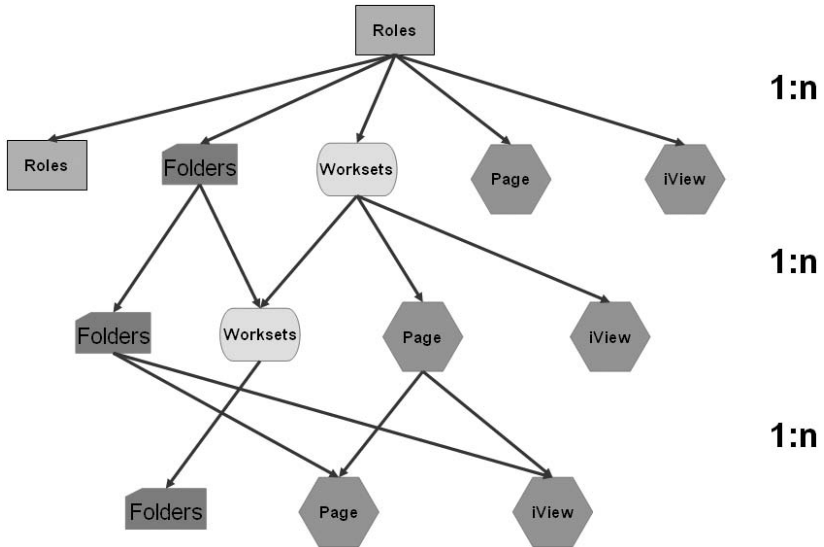 Roles
1:n
Roles
Folders
Worksets
Page
iView
1:n
Folders
Worksets
Page
iView
1:n
Folders
Page
iView